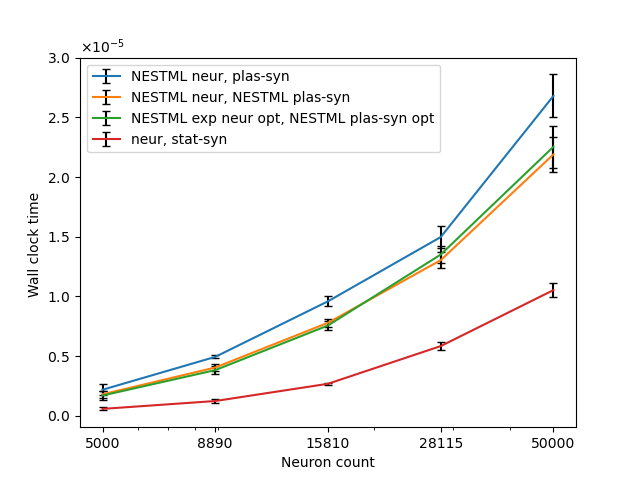 ×10⁻⁵
3.0
2.5
2.0
1.5
1.0
0.5
0.0
Wall clock time
NESTML neur, plas-syn
NESTML neur, NESTML plas-syn
NESTML exp neur opt, NESTML plas-syn opt
neur, stat-syn
5000 8890 15810 28115 50000
Neuron count